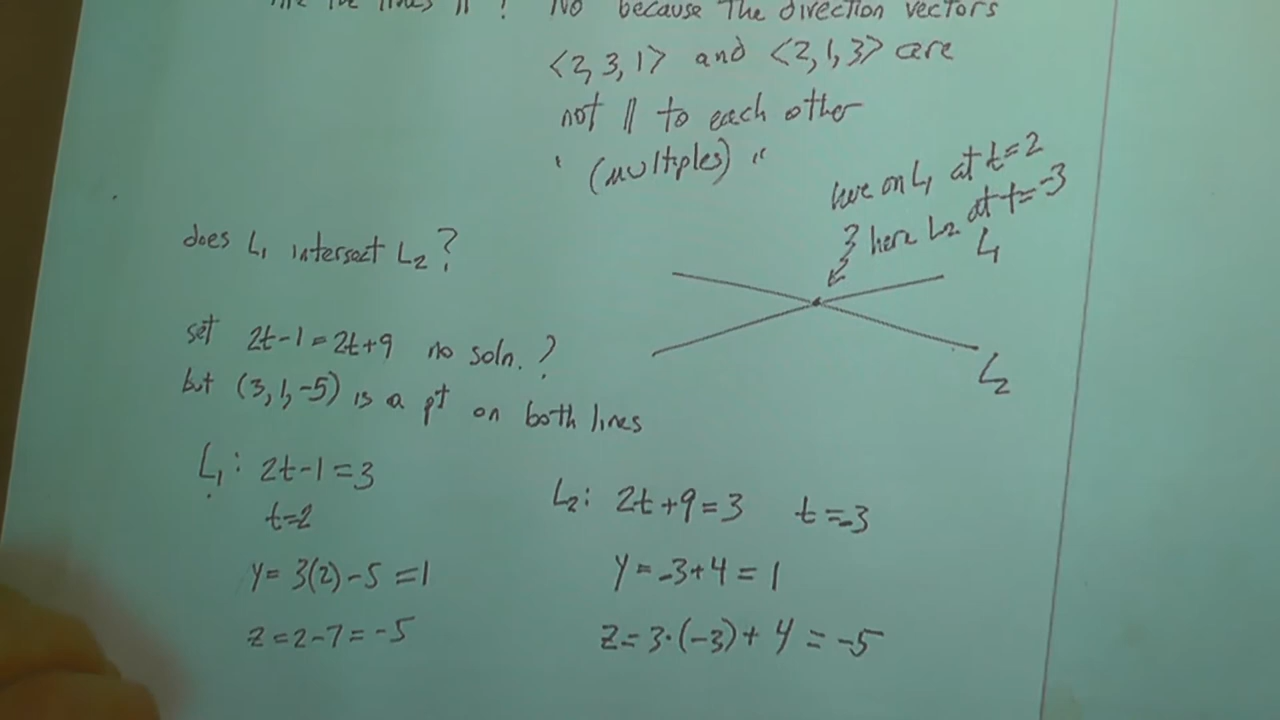 the lines || ? No because the direction vectors
<2, 3, 1> and <2, 1, 3> are
not || to each other
" (multiples) "
here on L1 at t=2
3 here L2 at t=-3
L1
does L1 intersect L2?
set 2t-1=2t+9 no soln. ?
L2
but (3,1,-5) is a pt on both lines
L1: 2t-1=3
L2: 2t+9=3 t=-3
t=2
y= 3(2)-5 =1
y= -3+4 = 1
z=2-7= -5
z= 3·(-3)+ 4 = -5